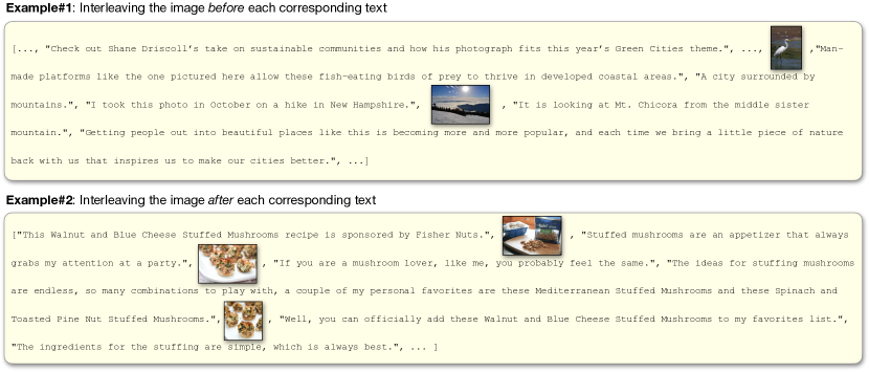 Example#1: Interleaving the image before each corresponding text
[..., "Check out Shane Driscoll's take on sustainable communities and how his photograph fits this year's Green Cities theme.", ..., ,"Man-
made platforms like the one pictured here allow these fish-eating birds of prey to thrive in developed coastal areas.", "A city surrounded by
mountains.", "I took this photo in October on a hike in New Hampshire.", , "It is looking at Mt. Chicora from the middle sister
mountain.", "Getting people out into beautiful places like this is becoming more and more popular, and each time we bring a little piece of nature
back with us that inspires us to make our cities better.", ...]
Example#2: Interleaving the image after each corresponding text
["This Walnut and Blue Cheese Stuffed Mushrooms recipe is sponsored by Fisher Nuts.", , "Stuffed mushrooms are an appetizer that always
grabs my attention at a party.", , "If you are a mushroom lover, like me, you probably feel the same.", "The ideas for stuffing mushrooms
are endless, so many combinations to play with, a couple of my personal favorites are these Mediterranean Stuffed Mushrooms and these Spinach and
Toasted Pine Nut Stuffed Mushrooms.", , "Well, you can officially add these Walnut and Blue Cheese Stuffed Mushrooms to my favorites list.",
"The ingredients for the stuffing are simple, which is always best.", ... ]